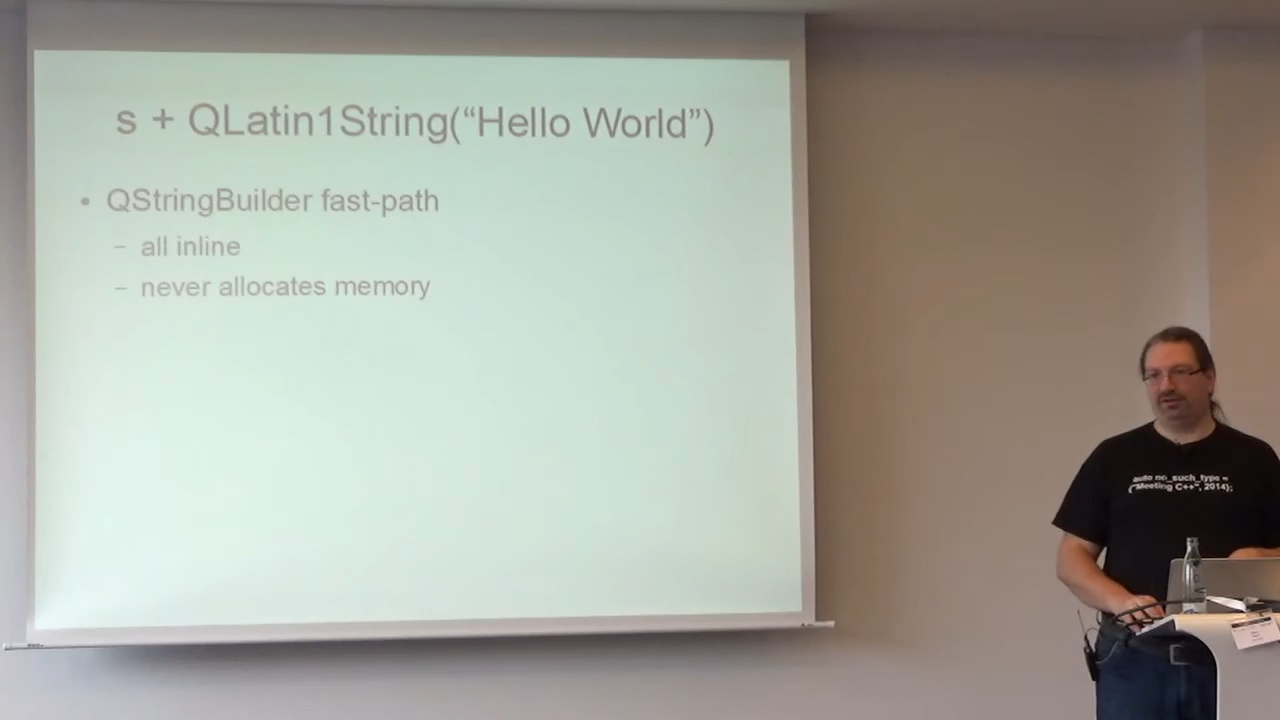 s + QLatin1String(“Hello World”)
• QStringBuilder fast-path
– all inline
– never allocates memory
auto no_such_type =
{"Meeting C++", 2014};